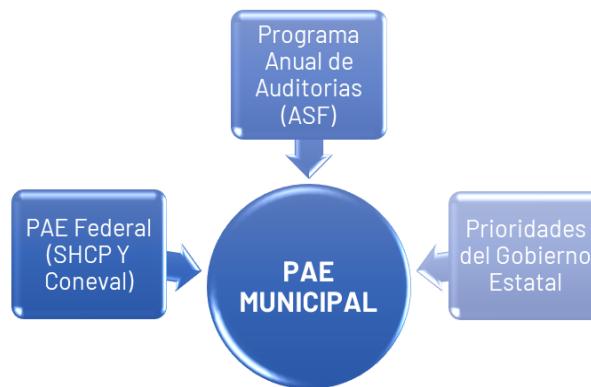 Programa
Anual de
Auditorias
(ASF)
PAE Federal
(SHCP Y
Coneval)
PAE
MUNICIPAL
Prioridades
del Gobierno
Estatal